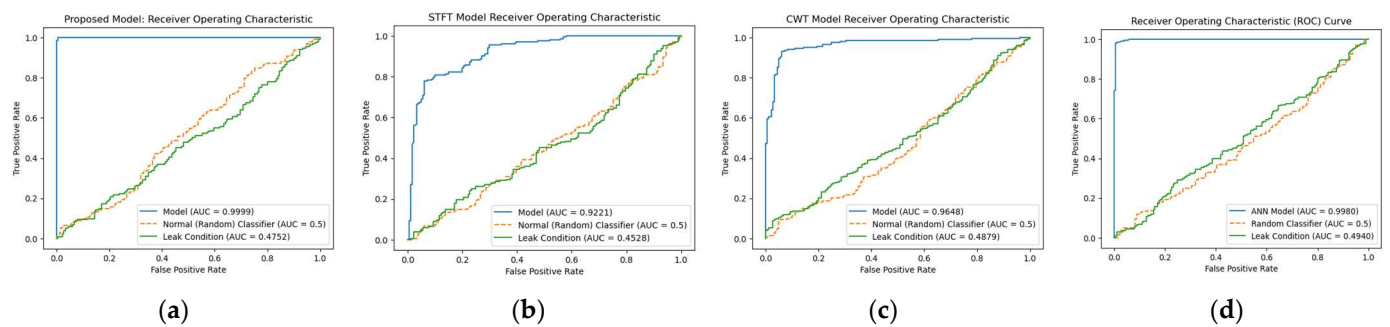 Proposed Model: Receiver Operating Characteristic
True Positive Rate
1.0
0.8
0.6
0.4
0.2
0.0
Model (AUC = 0.9999)
Normal (Random) Classifier (AUC = 0.5)
Leak Condition (AUC = 0.4752)
0.0 0.2 0.4 0.6 0.8 1.0
False Positive Rate
(a)
STFT Model Receiver Operating Characteristic
True Positive Rate
1.0
0.8
0.6
0.4
0.2
0.0
Model (AUC = 0.9221)
Normal (Random) Classifier (AUC = 0.5)
Leak Condition (AUC = 0.4528)
0.0 0.2 0.4 0.6 0.8 1.0
False Positive Rate
(b)
CWT Model Receiver Operating Characteristic
True Positive Rate
1.0
0.8
0.6
0.4
0.2
0.0
Model (AUC = 0.9648)
Normal (Random) Classifier (AUC = 0.5)
Leak Condition (AUC = 0.4879)
0.0 0.2 0.4 0.6 0.8 1.0
False Positive Rate
(c)
Receiver Operating Characteristic (ROC) Curve
True Positive Rate
1.0
0.8
0.6
0.4
0.2
0.0
ANN Model (AUC = 0.9980)
Random Classifier (AUC = 0.5)
Leak Condition (AUC = 0.4940)
0.0 0.2 0.4 0.6 0.8 1.0
False Positive Rate
(d)